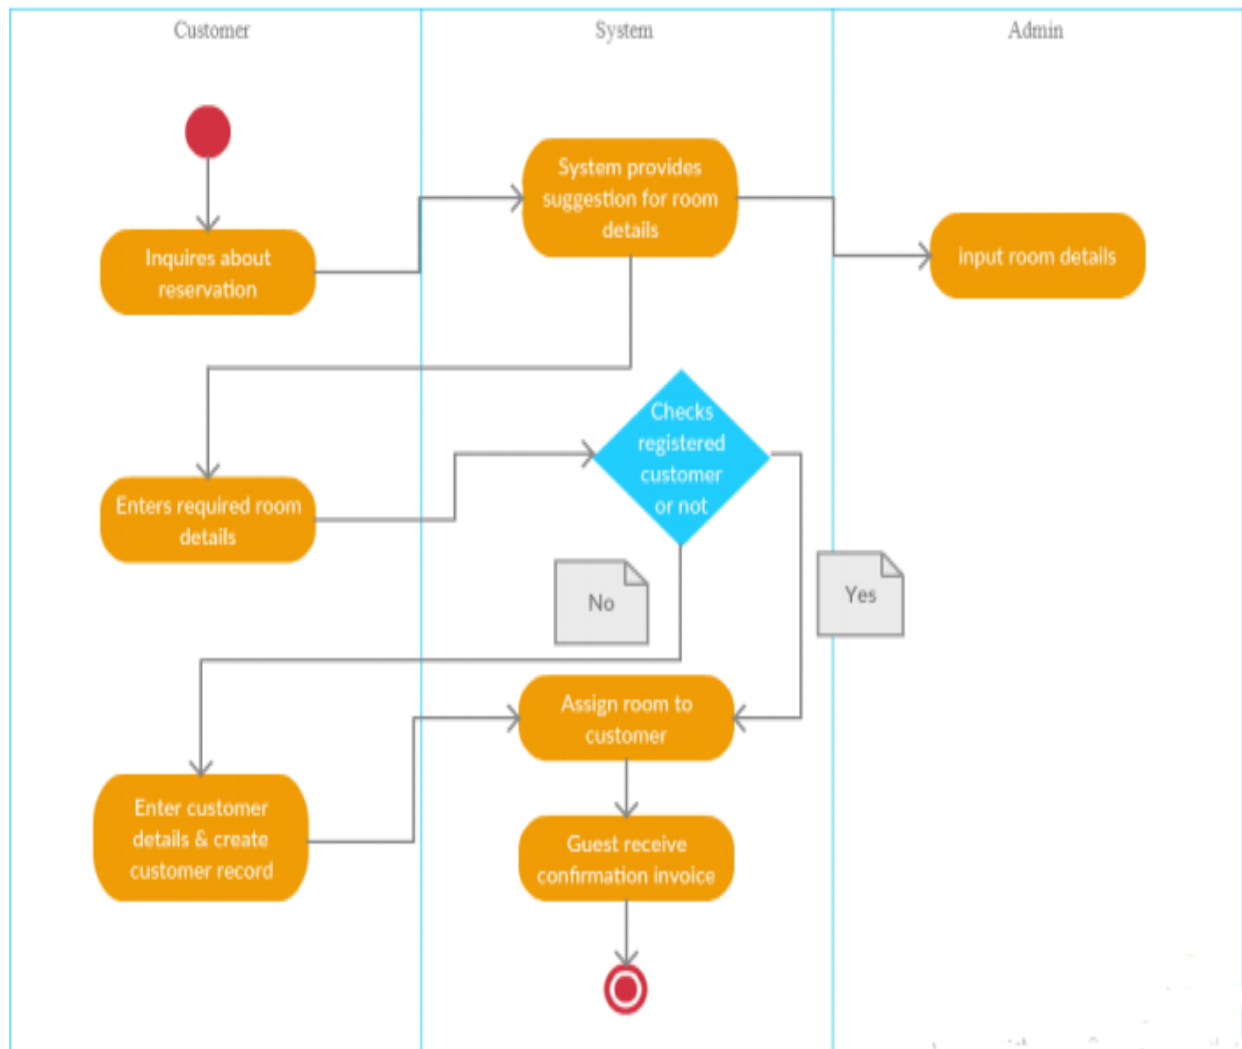 Customer
System
Admin
System provides
suggestion for room
details
Inquires about
reservation
input room details
Checks
registered
customer
or not
Enters required room
details
No
Yes
Assign room to
customer
Enter customer
details & create
customer record
Guest receive
confirmation invoice